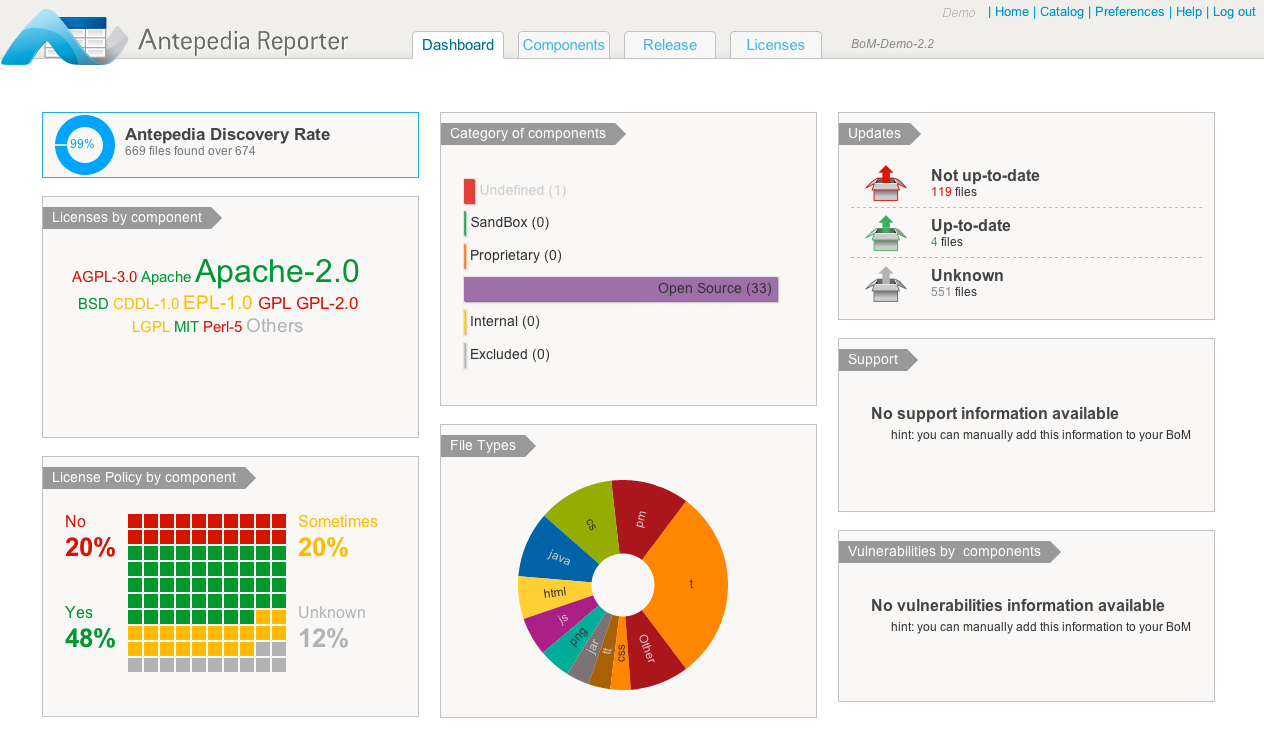 Demo | Home | Catalog | Preferences | Help | Log out
Antepedia Reporter
Dashboard Components Release Licenses BoM-Demo-2.2
99%
Antepedia Discovery Rate
669 files found over 674
Licenses by component
AGPL-3.0 Apache Apache-2.0
BSD CDDL-1.0 EPL-1.0 GPL GPL-2.0
LGPL MIT Perl-5 Others
License Policy by component
No
20%
Sometimes
20%
Yes
48%
Unknown
12%
Category of components
Undefined (1)
SandBox (0)
Proprietary (0)
Open Source (33)
Internal (0)
Excluded (0)
File Types
pm
t
Other
css
tt
jar
png
js
html
java
cs
Updates
Not up-to-date
119 files
Up-to-date
4 files
Unknown
551 files
Support
No support information available
hint: you can manually add this information to your BoM
Vulnerabilities by components
No vulnerabilities information available
hint: you can manually add this information to your BoM